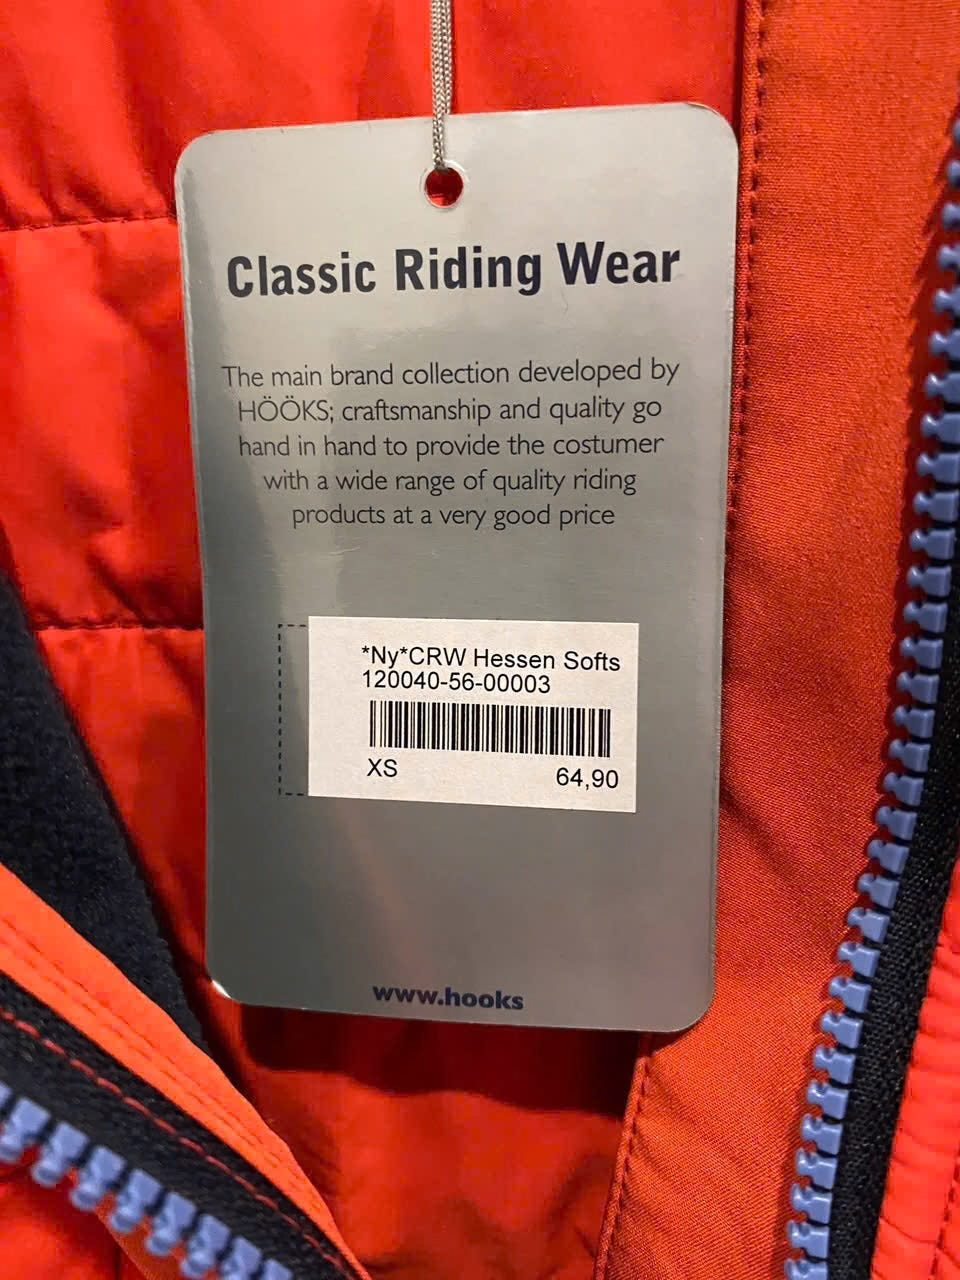 Classic Riding Wear
The main brand collection developed by
HÖÖKS; craftsmanship and quality go
hand in hand to provide the costumer
with a wide range of quality riding
products at a very good price
*Ny*CRW Hessen Softs
120040-56-00003
XS 64,90
www.hooks